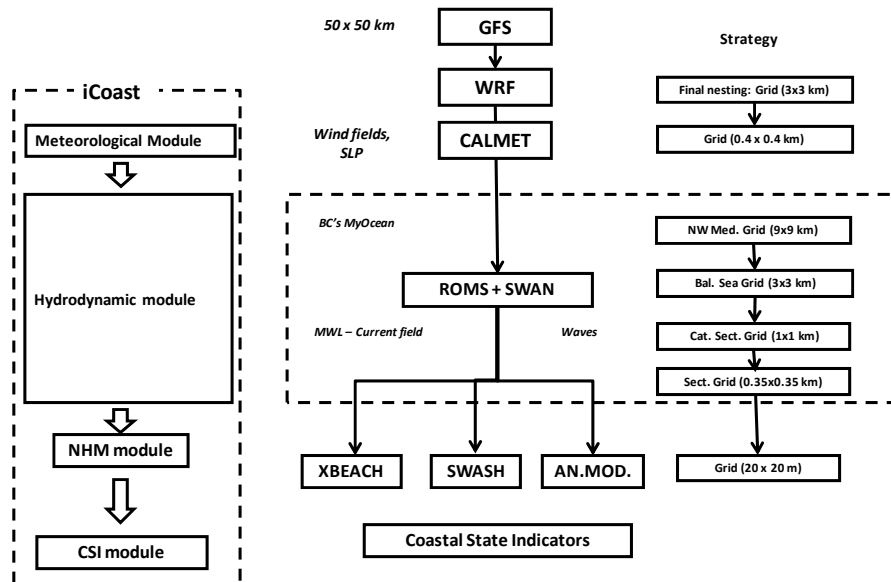 50 x 50 km
GFS
Strategy
iCoast
WRF
Final nesting: Grid (3x3 km)
Meteorological Module
Wind fields,
SLP
CALMET
Grid (0.4 x 0.4 km)
BC's MyOcean
NW Med. Grid (9x9 km)
Hydrodynamic module
ROMS + SWAN
Bal. Sea Grid (3x3 km)
MWL – Current field
Waves
Cat. Sect. Grid (1x1 km)
Sect. Grid (0.35x0.35 km)
NHM module
XBEACH
SWASH
AN.MOD.
Grid (20 x 20 m)
CSI module
Coastal State Indicators